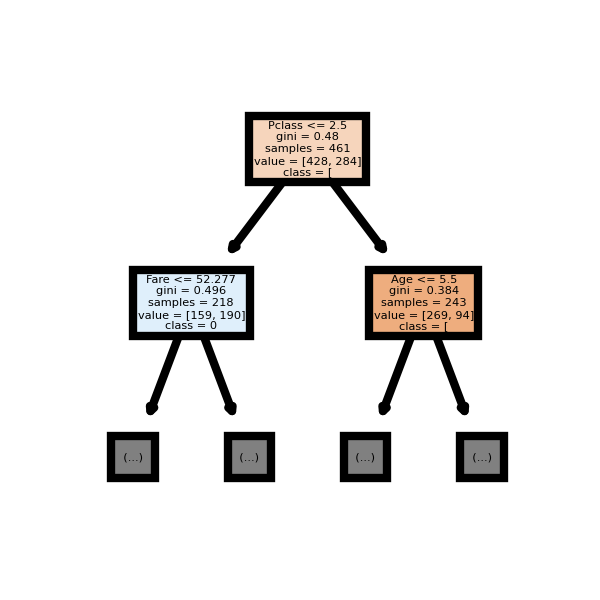 Pclass <= 2.5
gini = 0.48
samples = 461
value = [428, 284]
class = [
Fare <= 52.277
gini = 0.496
samples = 218
value = [159, 190]
class = 0
Age <= 5.5
gini = 0.384
samples = 243
value = [269, 94]
class = [
(...)
(...)
(...)
(...)